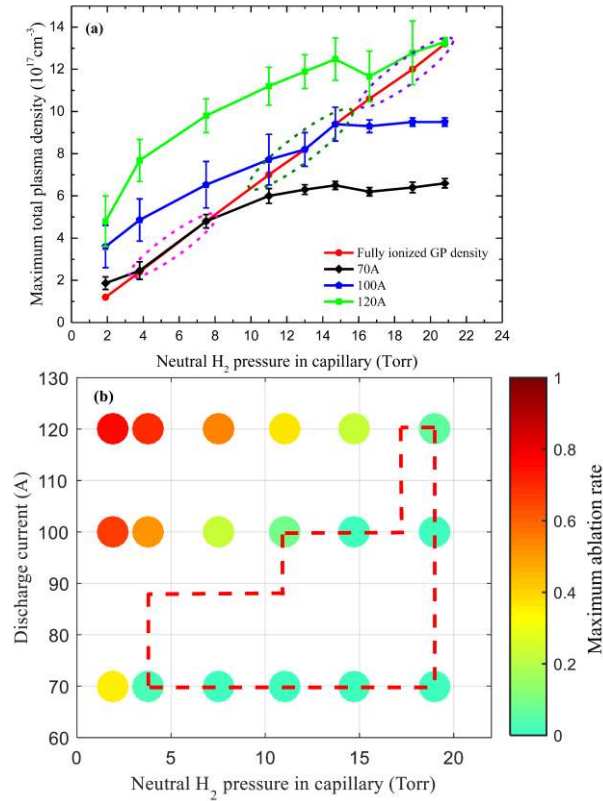 (a)
Maximum total plasma density (10¹⁷cm⁻³)
14
12
10
8
6
4
2
0
0 2 4 6 8 10 12 14 16 18 20 22 24
Neutral H₂ pressure in capillary (Torr)
Fully ionized GP density
70A
100A
120A
(b)
Discharge current (A)
130
120
110
100
90
80
70
60
0 5 10 15 20
Neutral H₂ pressure in capillary (Torr)
1
0.8
0.6
0.4
0.2
0
Maximum ablation rate